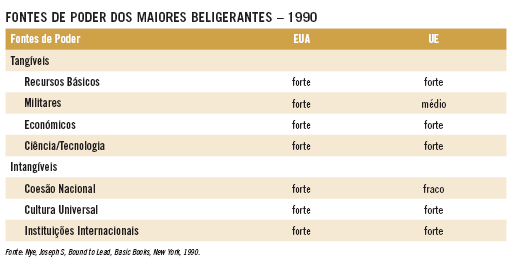 FONTES DE PODER DOS MAIORES BELIGERANTES – 1990
Fontes de Poder EUA UE
Tangíveis
Recursos Básicos forte forte
Militares forte médio
Económicos forte forte
Ciência/Tecnologia forte forte
Intangíveis
Coesão Nacional forte fraco
Cultura Universal forte forte
Instituições Internacionais forte forte
Fonte: Nye, Joseph S, Bound to Lead, Basic Books, New York, 1990.